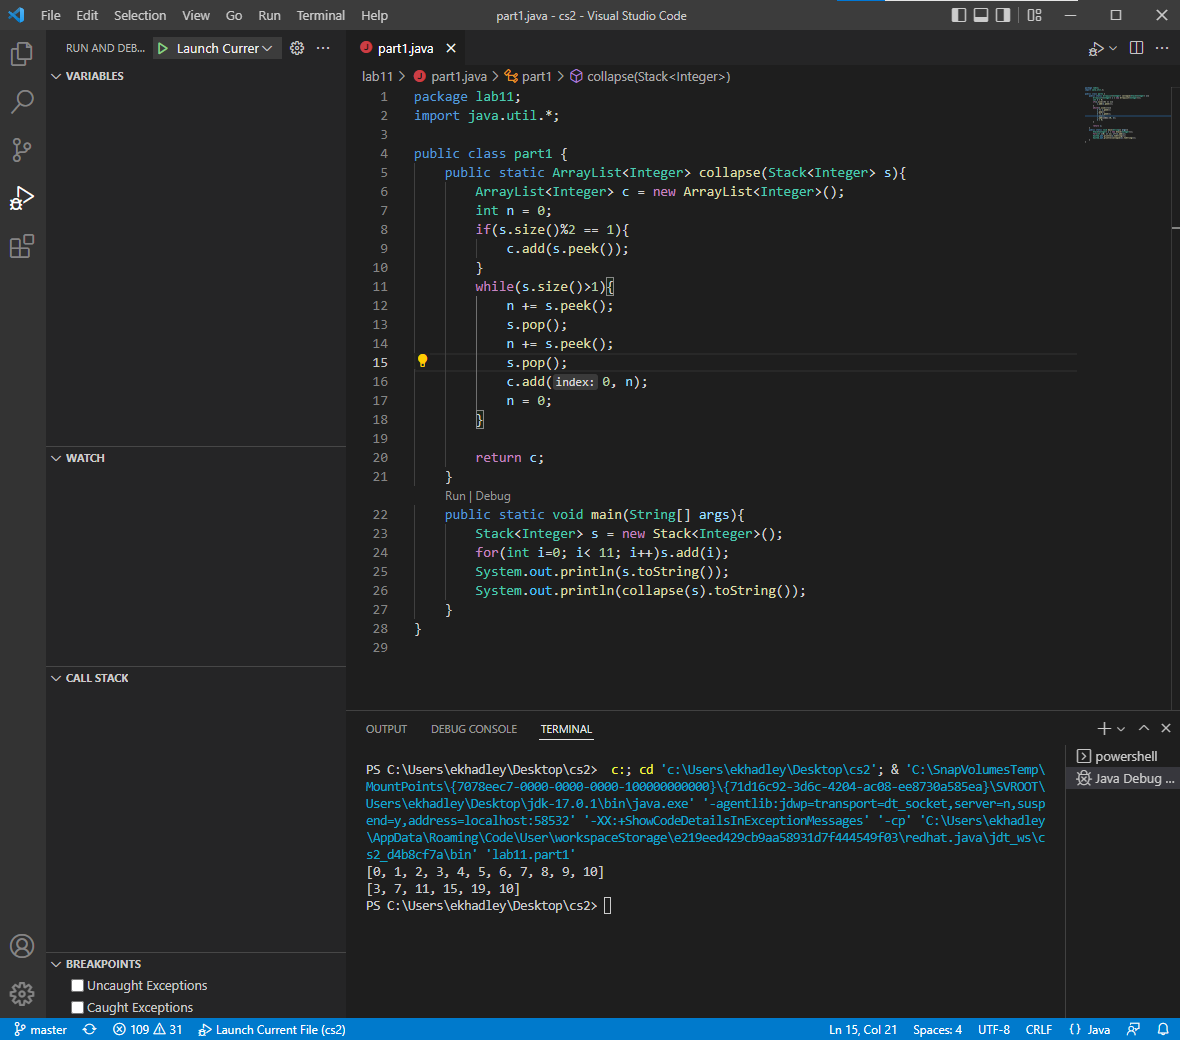 File Edit Selection View Go Run Terminal Help part1.java - cs2 - Visual Studio Code
RUN AND DEB... Launch Currer
VARIABLES
WATCH
CALL STACK
BREAKPOINTS
Uncaught Exceptions
Caught Exceptions
part1.java
lab11 > part1.java > part1 > collapse(Stack<Integer>)
1 package lab11;
2 import java.util.*;
3
4 public class part1 {
5 public static ArrayList<Integer> collapse(Stack<Integer> s){
6 ArrayList<Integer> c = new ArrayList<Integer>();
7 int n = 0;
8 if(s.size()%2 == 1){
9 c.add(s.peek());
10 }
11 while(s.size()>1){
12 n += s.peek();
13 s.pop();
14 n += s.peek();
15 s.pop();
16 c.add(index: 0, n);
17 n = 0;
18 }
19
20 return c;
21 }
Run | Debug
22 public static void main(String[] args){
23 Stack<Integer> s = new Stack<Integer>();
24 for(int i=0; i< 11; i++)s.add(i);
25 System.out.println(s.toString());
26 System.out.println(collapse(s).toString());
27 }
28 }
29
OUTPUT DEBUG CONSOLE TERMINAL
PS C:\Users\ekhadley\Desktop\cs2>  c:; cd 'c:\Users\ekhadley\Desktop\cs2'; & 'C:\SnapVolumesTemp\
MountPoints\{7078eec7-0000-0000-0000-100000000000}\{71d16c92-3d6c-4204-ac08-ee8730a585ea}\SVROOT\
Users\ekhadley\Desktop\jdk-17.0.1\bin\java.exe' '-agentlib:jdwp=transport=dt_socket,server=n,susp
end=y,address=localhost:58532' '-XX:+ShowCodeDetailsInExceptionMessages' '-cp' 'C:\Users\ekhadley
\AppData\Roaming\Code\User\workspaceStorage\e219eed429cb9aa58931d7f444549f03\redhat.java\jdt_ws\c
s2_d4b8cf7a\bin' 'lab11.part1'
[0, 1, 2, 3, 4, 5, 6, 7, 8, 9, 10]
[3, 7, 11, 15, 19, 10]
PS C:\Users\ekhadley\Desktop\cs2>
powershell
Java Debug ...
master 109 31 Launch Current File (cs2) Ln 15, Col 21 Spaces: 4 UTF-8 CRLF {} Java